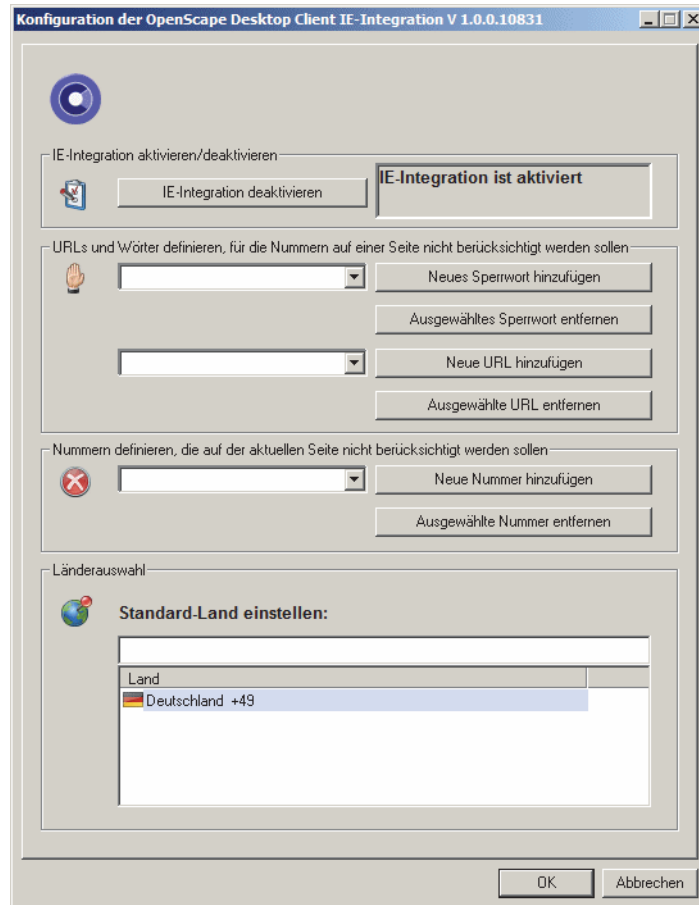 Konfiguration der OpenScape Desktop Client IE-Integration V 1.0.0.10831
IE-Integration aktivieren/deaktivieren
IE-Integration deaktivieren
IE-Integration ist aktiviert
URLs und Wörter definieren, für die Nummern auf einer Seite nicht berücksichtigt werden sollen
Neues Sperrwort hinzufügen
Ausgewähltes Sperrwort entfernen
Neue URL hinzufügen
Ausgewählte URL entfernen
Nummern definieren, die auf der aktuellen Seite nicht berücksichtigt werden sollen
Neue Nummer hinzufügen
Ausgewählte Nummer entfernen
Länderauswahl
Standard-Land einstellen:
Land
Deutschland +49
OK Abbrechen